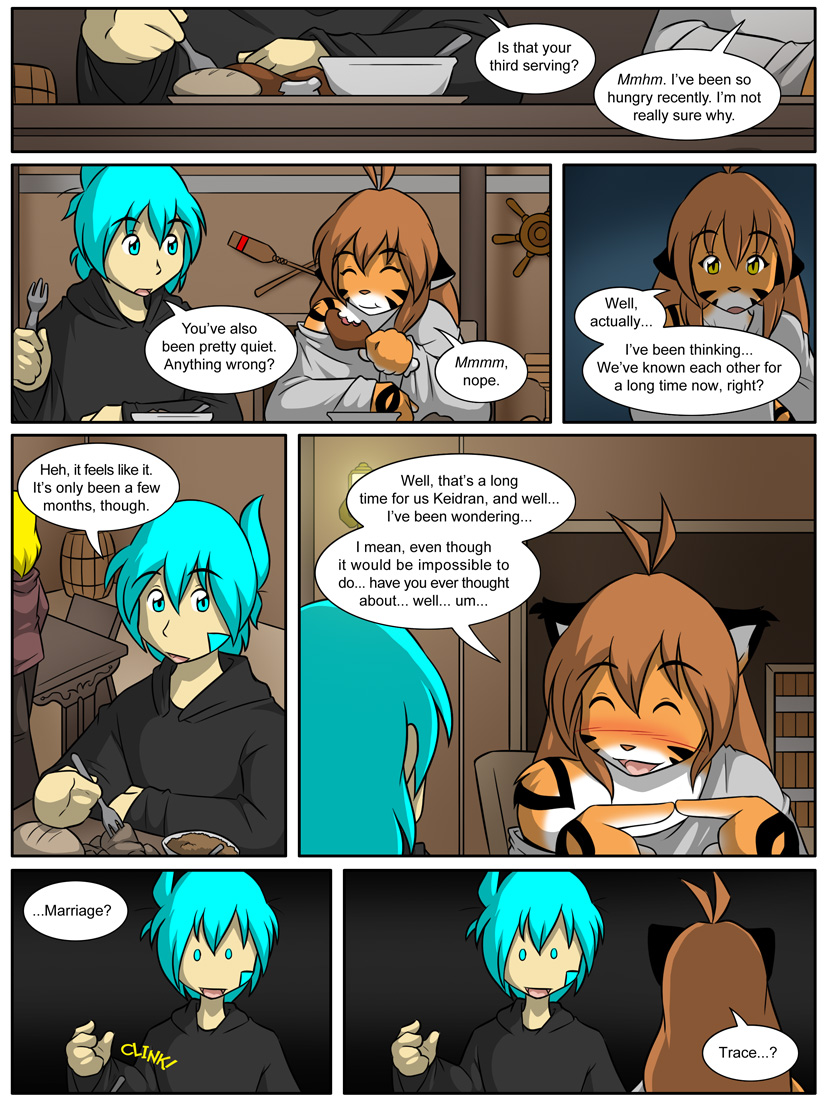 Is that your
third serving?
Mmhm. I've been so
hungry recently. I'm not
really sure why.
You've also
been pretty quiet.
Anything wrong?
Mmmm,
nope.
Well,
actually...
I've been thinking...
We've known each other for
a long time now, right?
Heh, it feels like it.
It's only been a few
months, though.
Well, that's a long
time for us Keidran, and well...
I've been wondering...
I mean, even though
it would be impossible to
do... have you ever thought
about... well... um...
...Marriage?
CLINK!
Trace...?